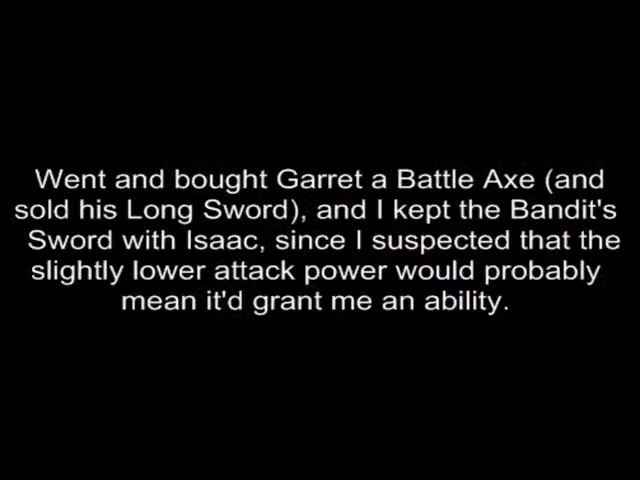 Went and bought Garret a Battle Axe (and
sold his Long Sword), and I kept the Bandit's
Sword with Isaac, since I suspected that the
slightly lower attack power would probably
mean it'd grant me an ability.